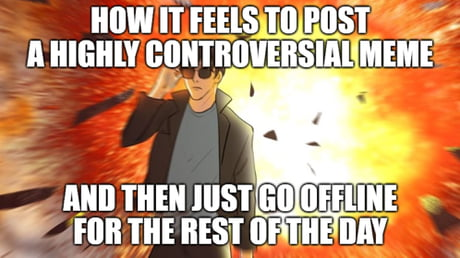 HOW IT FEELS TO POST
A HIGHLY CONTROVERSIAL MEME
AND THEN JUST GO OFFLINE
FOR THE REST OF THE DAY